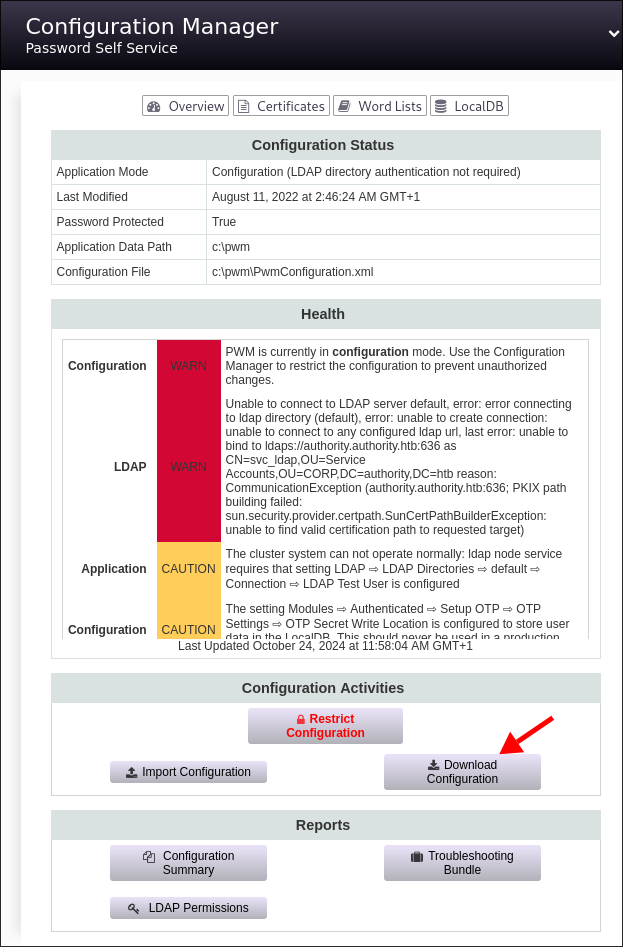 Configuration Manager
Password Self Service
Overview
Certificates
Word Lists
LocalDB
Configuration Status
Application Mode
Configuration (LDAP directory authentication not required)
Last Modified
August 11, 2022 at 2:46:24 AM GMT+1
Password Protected
True
Application Data Path
c:\pwm
Configuration File
c:\pwm\PwmConfiguration.xml
Health
Configuration
WARN
PWM is currently in configuration mode. Use the Configuration
Manager to restrict the configuration to prevent unauthorized
changes.
LDAP
WARN
Unable to connect to LDAP server default, error: error connecting
to ldap directory (default), error: unable to create connection:
unable to connect to any configured ldap url, last error: unable to
bind to ldaps://authority.authority.htb:636 as
CN=svc_ldap,OU=Service
Accounts,OU=CORP,DC=authority,DC=htb reason:
CommunicationException (authority.authority.htb:636; PKIX path
building failed:
sun.security.provider.certpath.SunCertPathBuilderException:
unable to find valid certification path to requested target)
Application
CAUTION
The cluster system can not operate normally: ldap node service
requires that setting LDAP ⇨ LDAP Directories ⇨ default ⇨
Connection ⇨ LDAP Test User is configured
Configuration
CAUTION
The setting Modules ⇨ Authenticated ⇨ Setup OTP ⇨ OTP
Settings ⇨ OTP Secret Write Location is configured to store user
data in the LocalDB. This should never be used in a production
Last Updated October 24, 2024 at 11:58:04 AM GMT+1
Configuration Activities
Restrict
Configuration
Import Configuration
Download
Configuration
Reports
Configuration
Summary
Troubleshooting
Bundle
LDAP Permissions